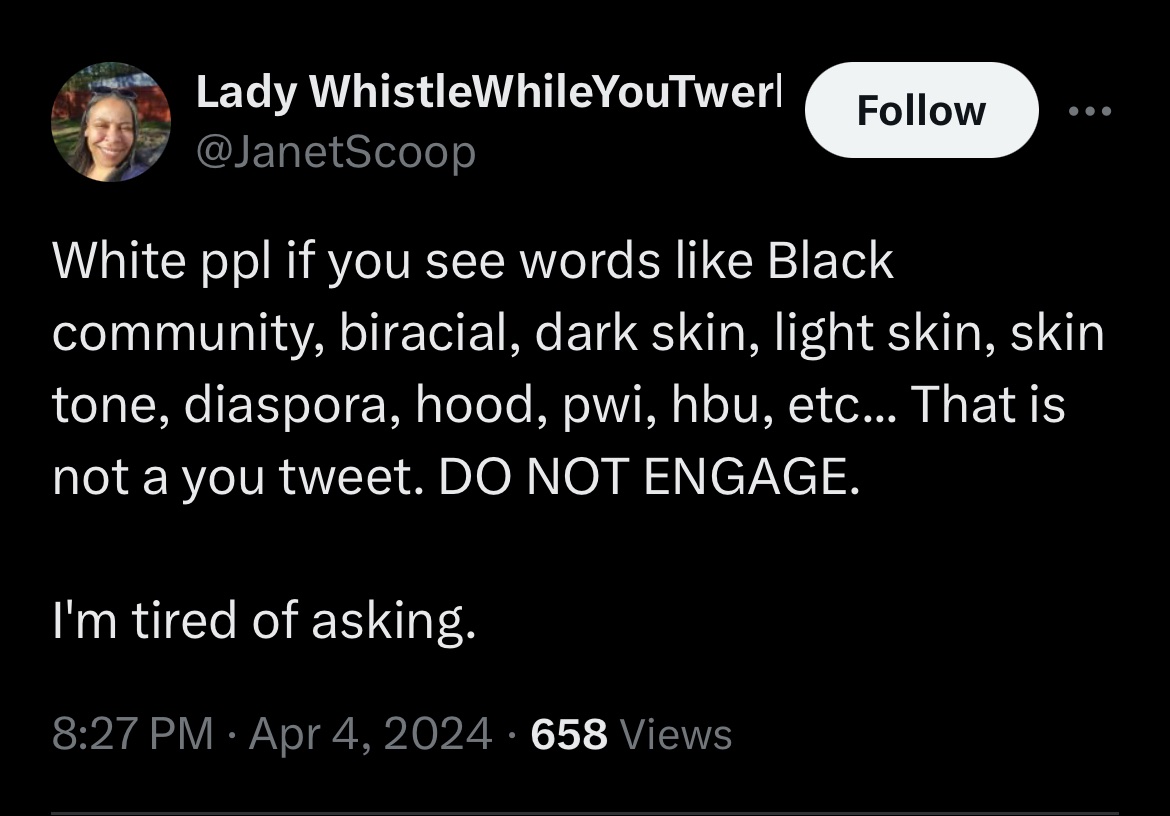 Lady WhistleWhileYouTwer
Follow
@JanetScoop
White ppl if you see words like Black
community, biracial, dark skin, light skin, skin
tone, diaspora, hood, pwi, hbu, etc... That is
not a you tweet. DO NOT ENGAGE.
I'm tired of asking.
8:27 PM · Apr 4, 2024 · 658 Views